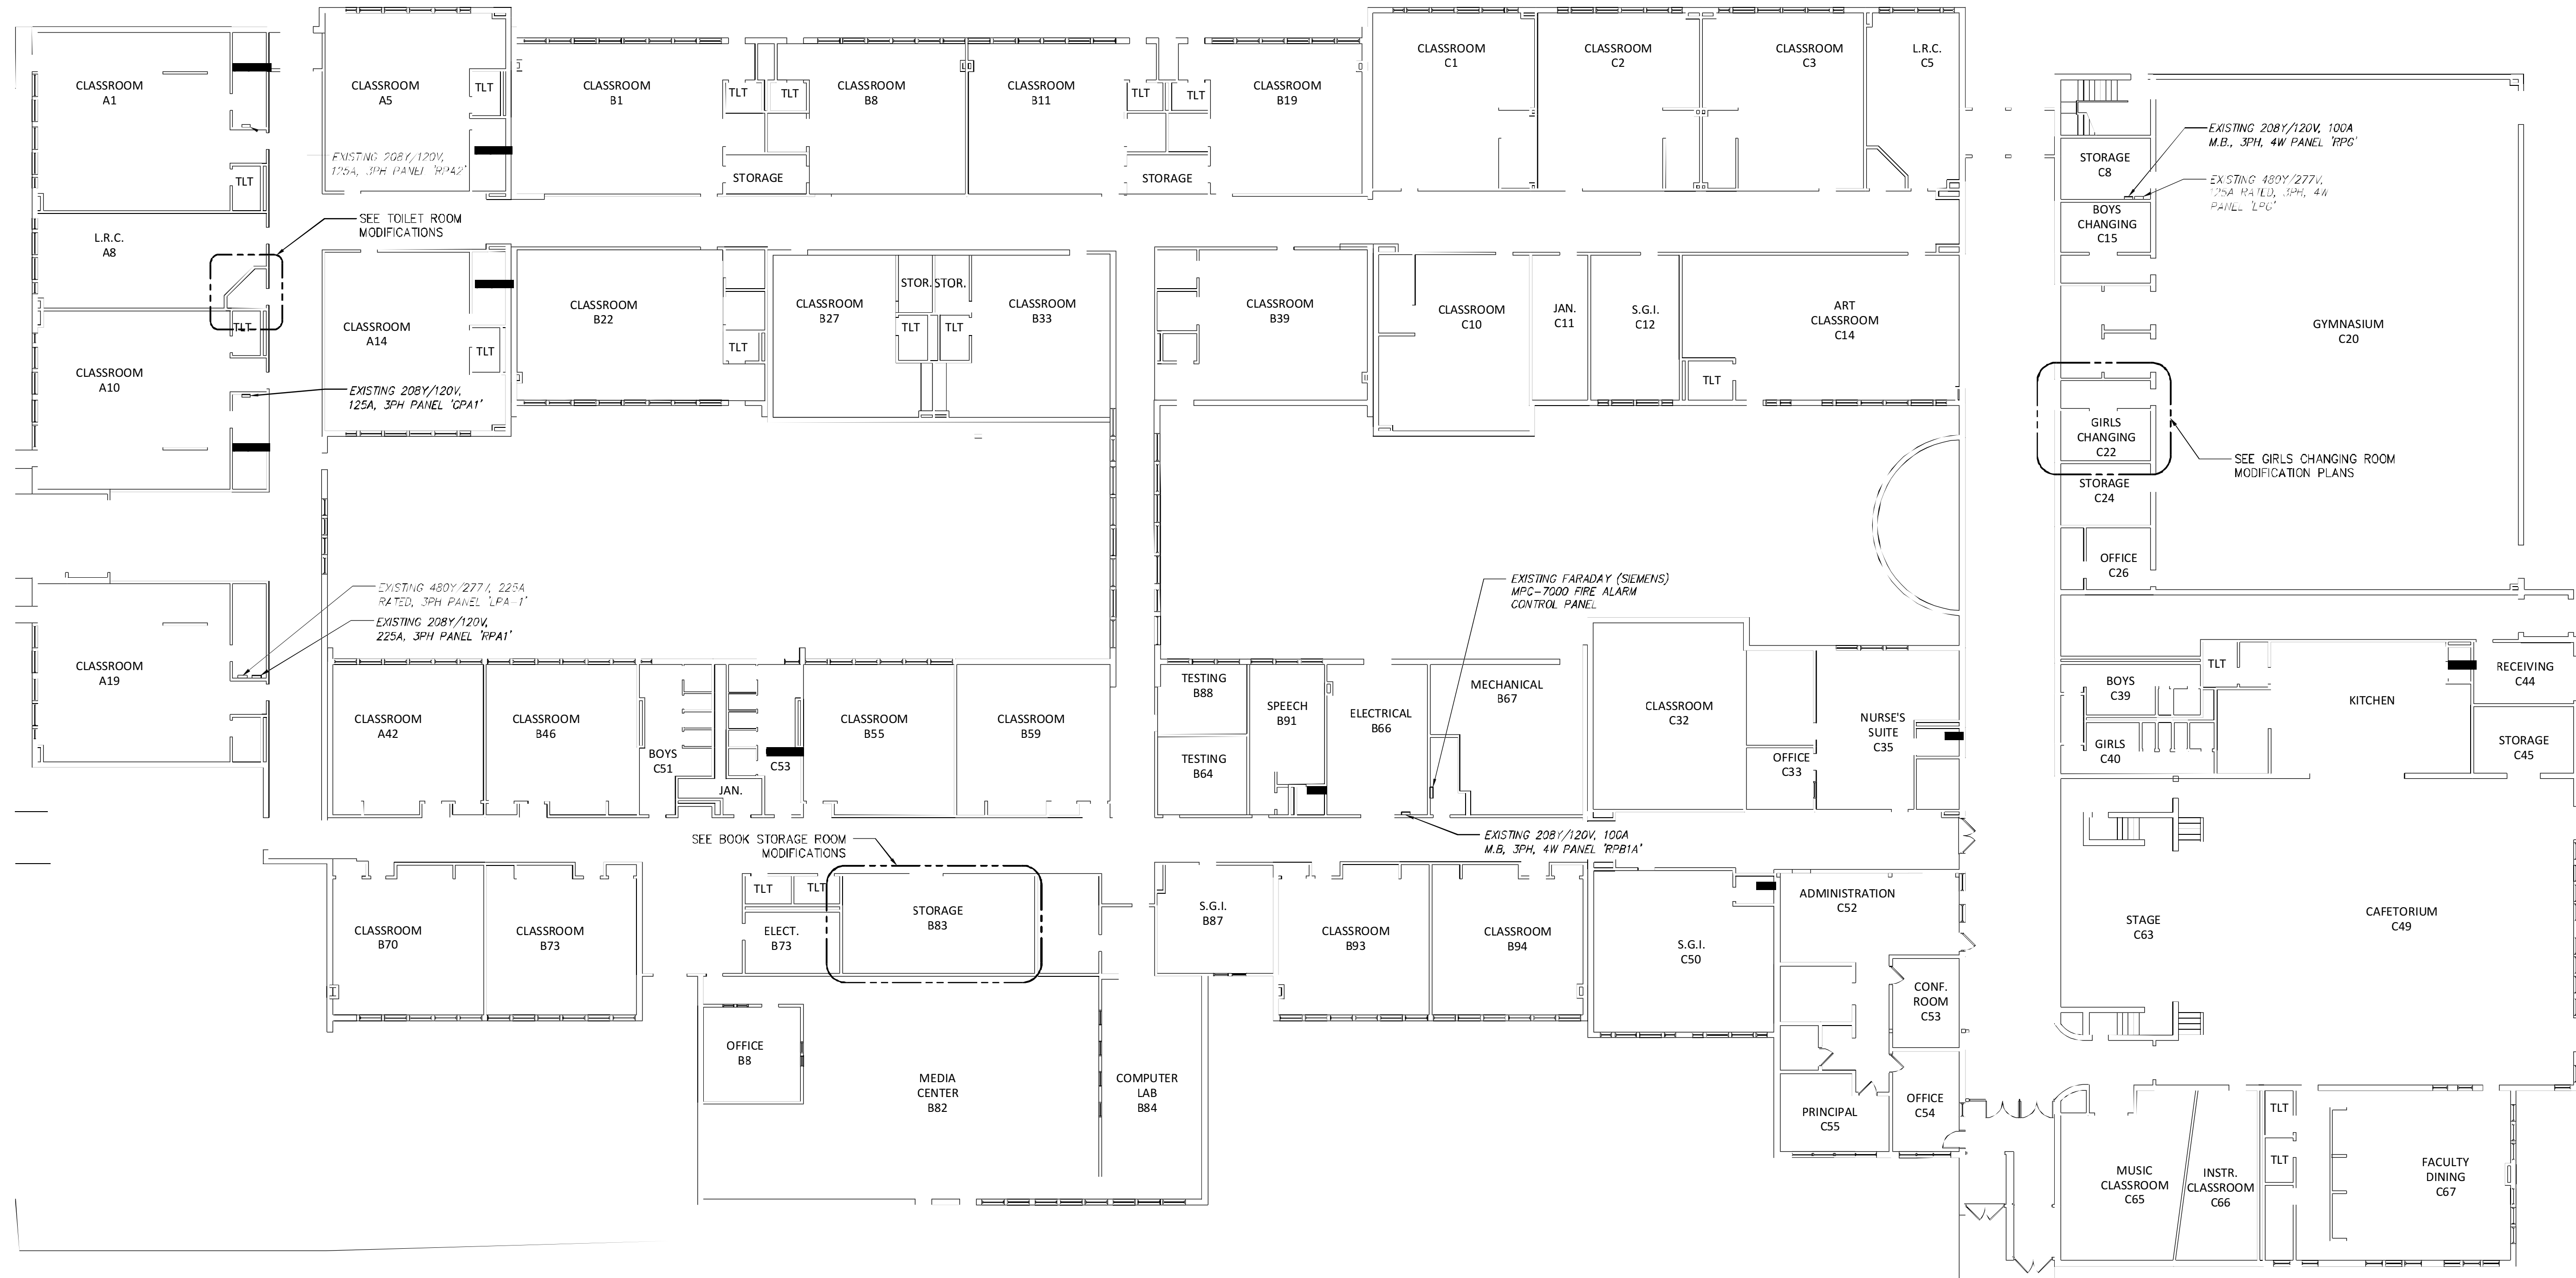 CLASSROOM
A1
CLASSROOM
A5
TLT
CLASSROOM
B1
TLT
TLT
CLASSROOM
B8
CLASSROOM
B11
TLT
TLT
CLASSROOM
B19
CLASSROOM
C1
CLASSROOM
C2
CLASSROOM
C3
L.R.C.
C5
EXISTING 208Y/120V,
125A, 3PH PANEL 'RPA2'
TLT
STORAGE
STORAGE
STORAGE
C8
EXISTING 208Y/120V, 100A
M.B., 3PH, 4W PANEL 'RPG'
EXISTING 480Y/277V,
125A RATED, 3PH, 4W
PANEL 'LPG'
BOYS
CHANGING
C15
SEE TOILET ROOM
MODIFICATIONS
L.R.C.
A8
TLT
CLASSROOM
A14
TLT
CLASSROOM
B22
TLT
CLASSROOM
B27
STOR.
STOR.
TLT
TLT
CLASSROOM
B33
CLASSROOM
B39
CLASSROOM
C10
JAN.
C11
S.G.I.
C12
ART
CLASSROOM
C14
TLT
GYMNASIUM
C20
CLASSROOM
A10
EXISTING 208Y/120V,
125A, 3PH PANEL 'CPA1'
GIRLS
CHANGING
C22
SEE GIRLS CHANGING ROOM
MODIFICATION PLANS
STORAGE
C24
OFFICE
C26
EXISTING 480Y/277V, 225A
RATED, 3PH PANEL 'LPA-1'
EXISTING 208Y/120V,
225A, 3PH PANEL 'RPA1'
EXISTING FARADAY (SIEMENS)
MPC-7000 FIRE ALARM
CONTROL PANEL
CLASSROOM
A19
CLASSROOM
A42
CLASSROOM
B46
BOYS
C51
JAN.
C53
CLASSROOM
B55
CLASSROOM
B59
TESTING
B88
TESTING
B64
SPEECH
B91
ELECTRICAL
B66
MECHANICAL
B67
CLASSROOM
C32
OFFICE
C33
NURSE'S
SUITE
C35
BOYS
C39
TLT
GIRLS
C40
KITCHEN
RECEIVING
C44
STORAGE
C45
SEE BOOK STORAGE ROOM
MODIFICATIONS
EXISTING 208Y/120V, 100A
M.B, 3PH, 4W PANEL 'RPB1A'
CLASSROOM
B70
CLASSROOM
B73
TLT
TLT
ELECT.
B73
STORAGE
B83
S.G.I.
B87
CLASSROOM
B93
CLASSROOM
B94
S.G.I.
C50
ADMINISTRATION
C52
CONF.
ROOM
C53
STAGE
C63
CAFETORIUM
C49
OFFICE
B8
MEDIA
CENTER
B82
COMPUTER
LAB
B84
PRINCIPAL
C55
OFFICE
C54
MUSIC
CLASSROOM
C65
INSTR.
CLASSROOM
C66
TLT
TLT
FACULTY
DINING
C67